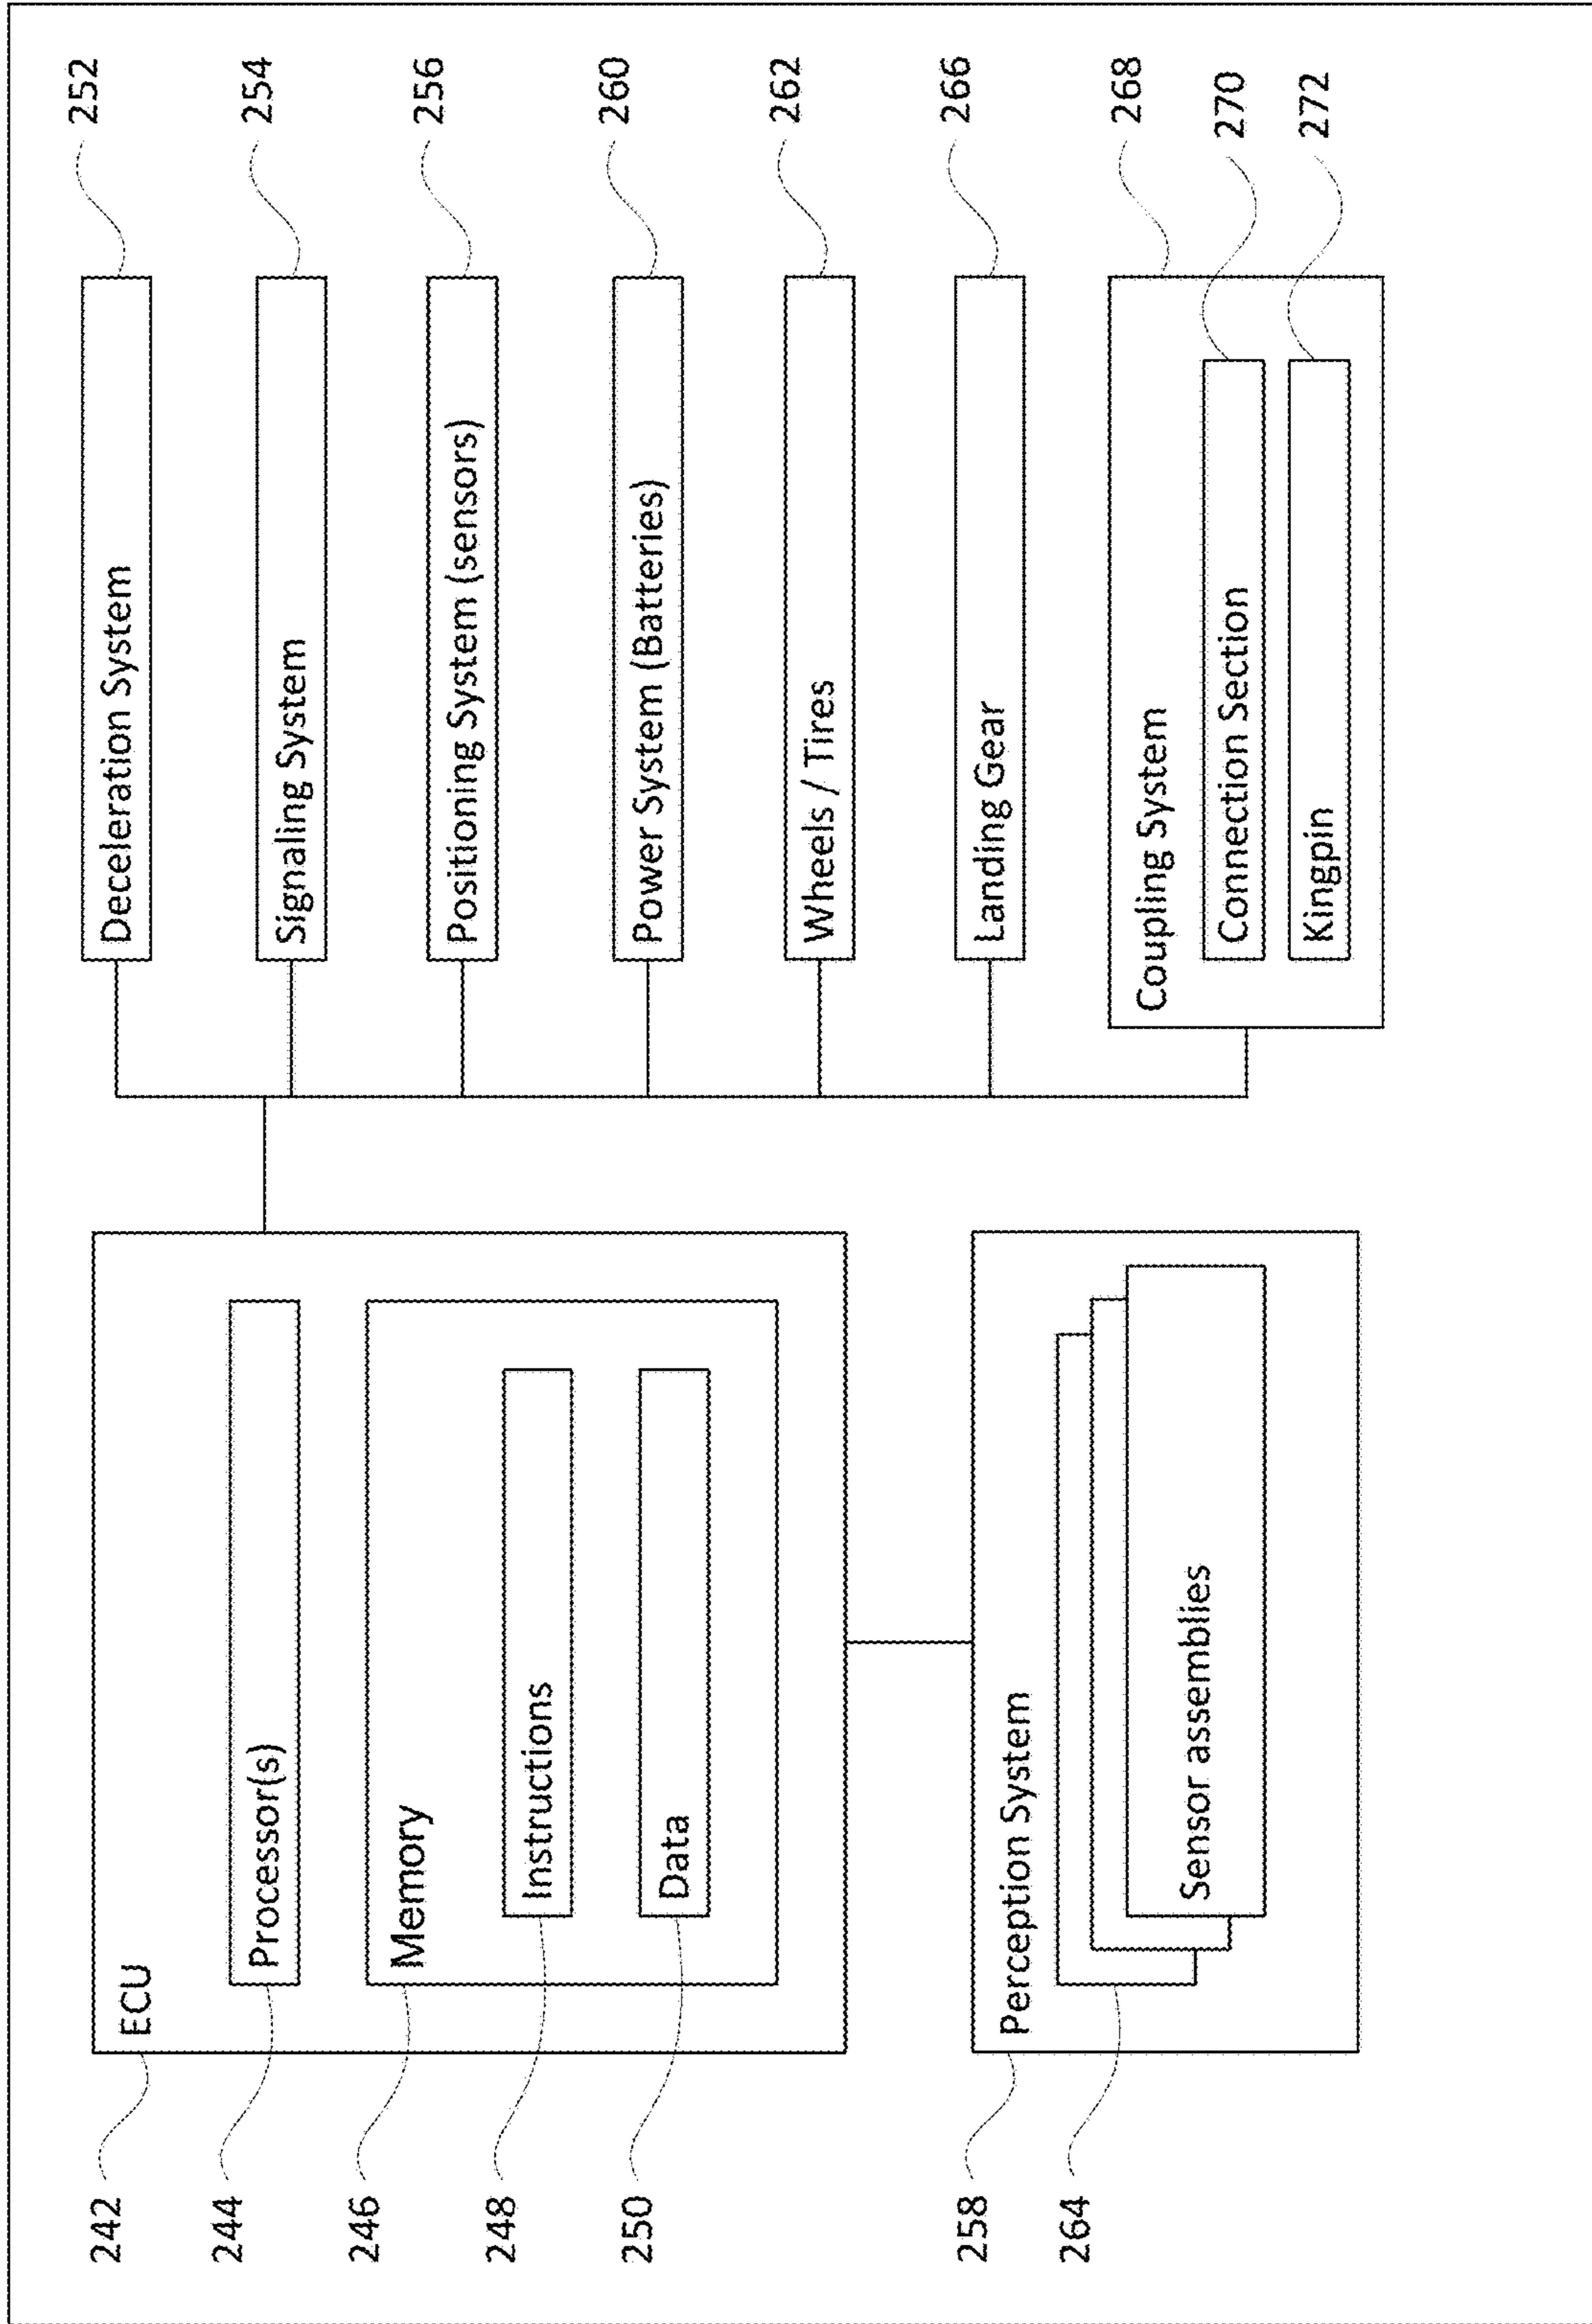 242
ECU
244
Processor(s)
246
Memory
248
Instructions
250
Data
258
Perception System
264
Sensor assemblies
Deceleration System
252
Signaling System
254
Positioning System (sensors)
256
Power System (Batteries)
260
Wheels / Tires
262
Landing Gear
266
Coupling System
268
Connection Section
270
Kingpin
272